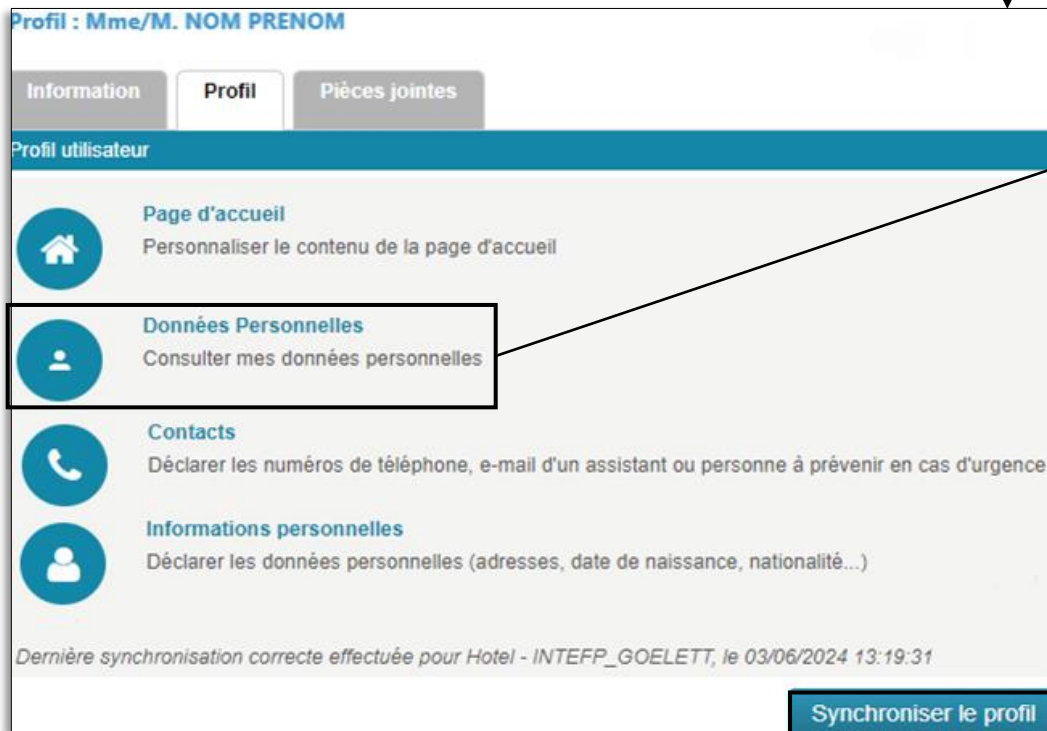 Profil : Mme/M. NOM PRENOM
Information Profil Pièces jointes
Profil utilisateur
Page d'accueil
Personnaliser le contenu de la page d'accueil
Données Personnelles
Consulter mes données personnelles
Contacts
Déclarer les numéros de téléphone, e-mail d'un assistant ou personne à prévenir en cas d'urgence
Informations personnelles
Déclarer les données personnelles (adresses, date de naissance, nationalité...)
Dernière synchronisation correcte effectuée pour Hotel - INTEFP_GOELETT, le 03/06/2024 13:19:31
Synchroniser le profil